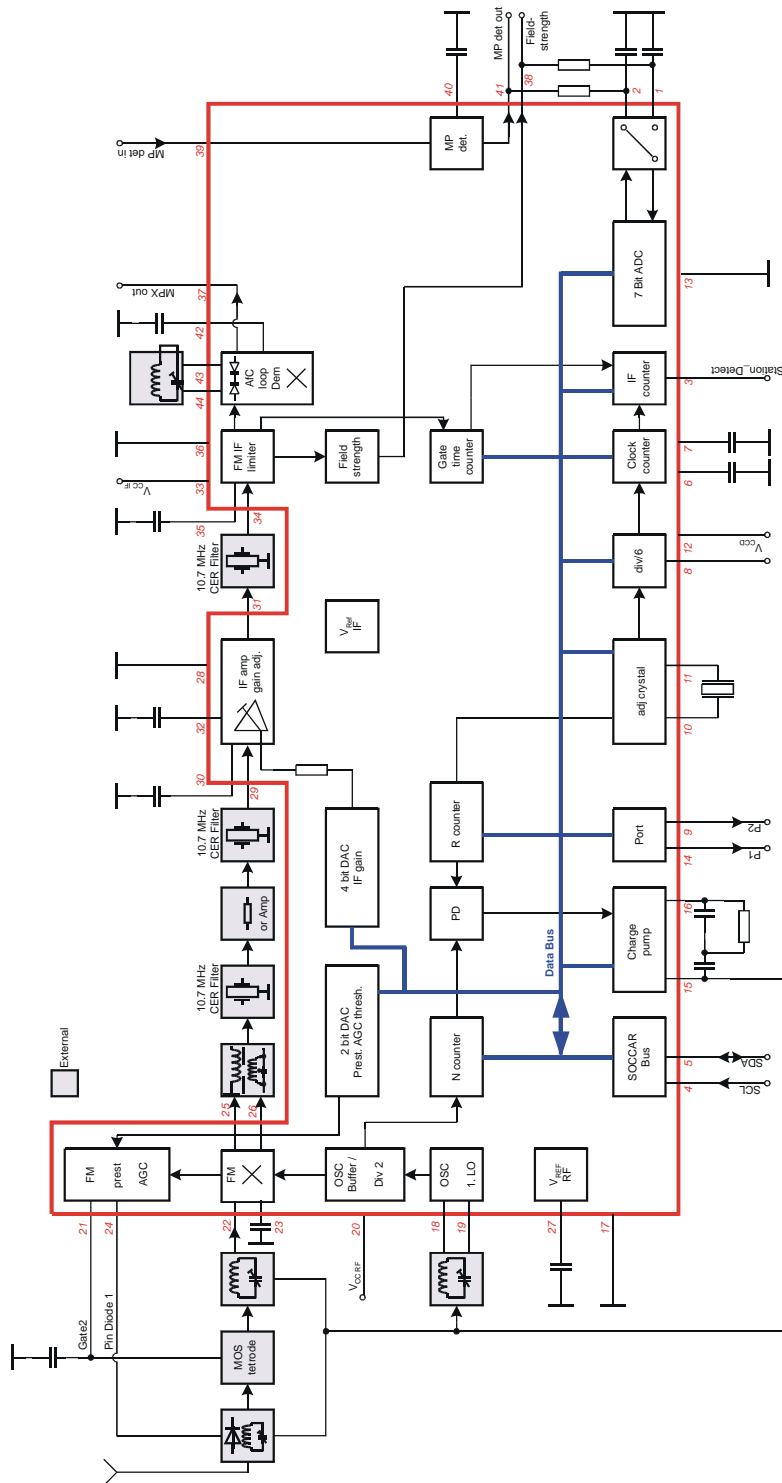 MP det out
Field-
strength
40
41
38
2
1
MP det in
39
MP
det.
7 Bit ADC
13
MPX out
37
42
43
44
AfC
loop
Dem
IF
counter
3
Station_Detect
36
VCC IF
33
35
34
FM IF
limiter
Field
strength
Gate
time
counter
Clock
counter
7
6
10.7 MHz
CER Filter
31
div/6
12
8
VCCD
VRef
IF
28
32
30
29
IF amp
gain adj.
adj crystal
11
10
10.7 MHz
CER Filter
or Amp
10.7 MHz
CER Filter
4 bit DAC
IF gain
R counter
Port
9
14
P2
P1
PD
Data Bus
Charge
pump
16
15
External
25
26
2 bit DAC
Prest. AGC thresh.
N counter
SOCCAR
Bus
5
4
SDA
SCL
FM
prest
AGC
FM
OSC
Buffer /
Div 2
OSC
1. LO
VREF
RF
21
24
22
23
20
18
19
27
17
VCC RF
Gate2
Pin Diode 1
MOS
tetrode